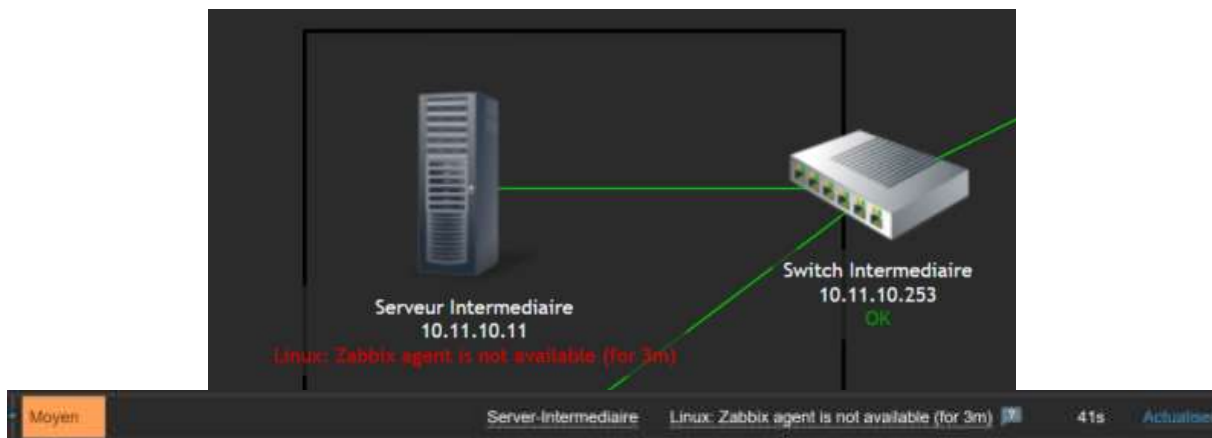 Serveur Intermediaire
10.11.10.11
Linux: Zabbix agent is not available (for 3m)
Switch Intermediaire
10.11.10.253
OK
Moyen Server-Intermediaire Linux: Zabbix agent is not available (for 3m) ? 41s Actualise